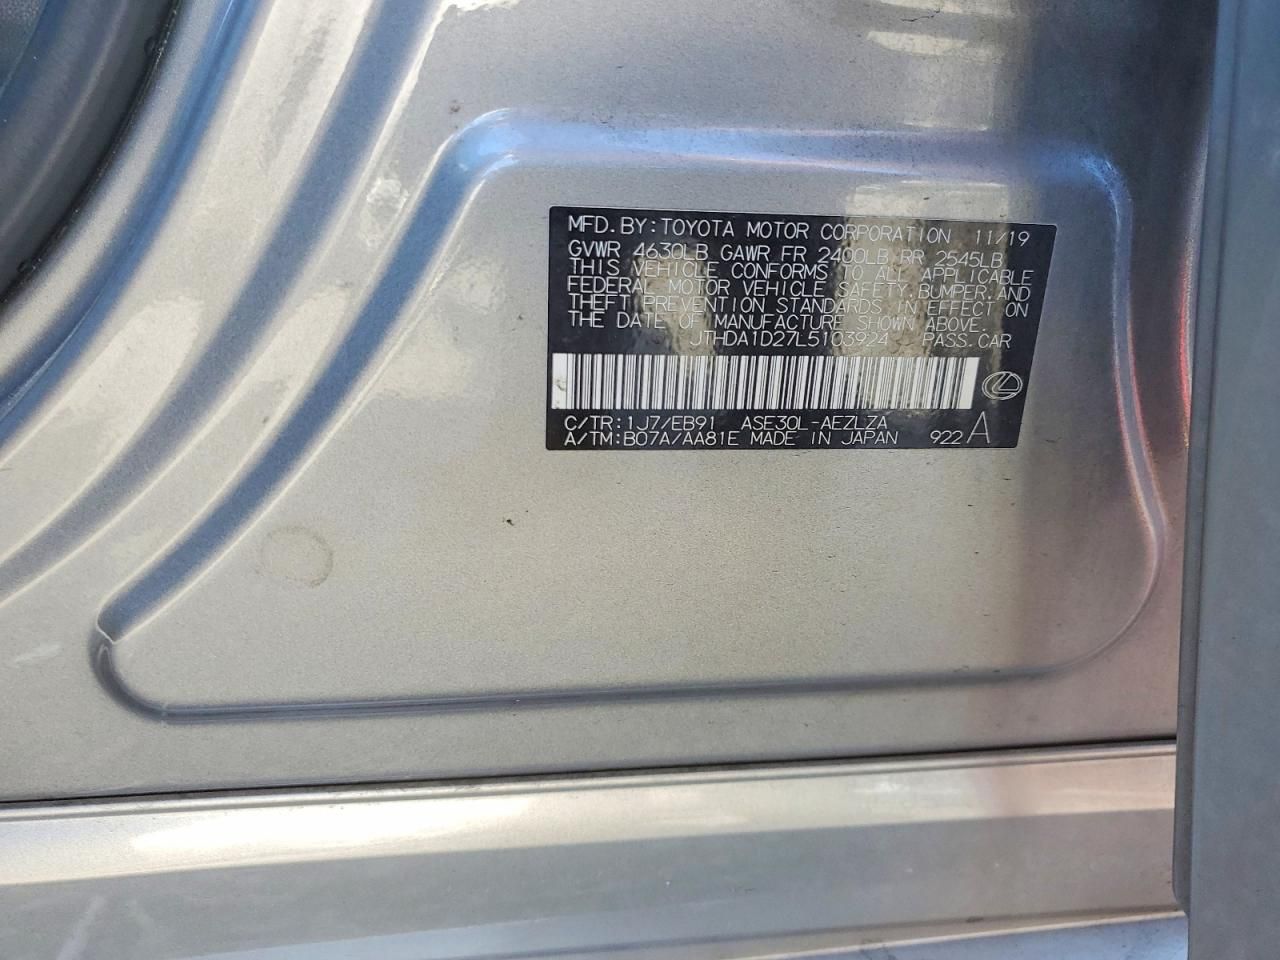 MFD.BY:TOYOTA MOTOR CORPORATION 11/19
GVWR 4630LB GAWR FR 2400LB RR 2545LB
THIS VEHICLE CONFORMS TO ALL APPLICABLE
FEDERAL MOTOR VEHICLE SAFETY,BUMPER,AND
THEFT PREVENTION STANDARDS IN EFFECT ON
THE DATE OF MANUFACTURE SHOWN ABOVE.
JTHDA1D27L5103924 PASS.CAR
C/TR:1J7/EB91 ASE30L-AEZLZA
A/TM:B07A/AA81E MADE IN JAPAN 922 A